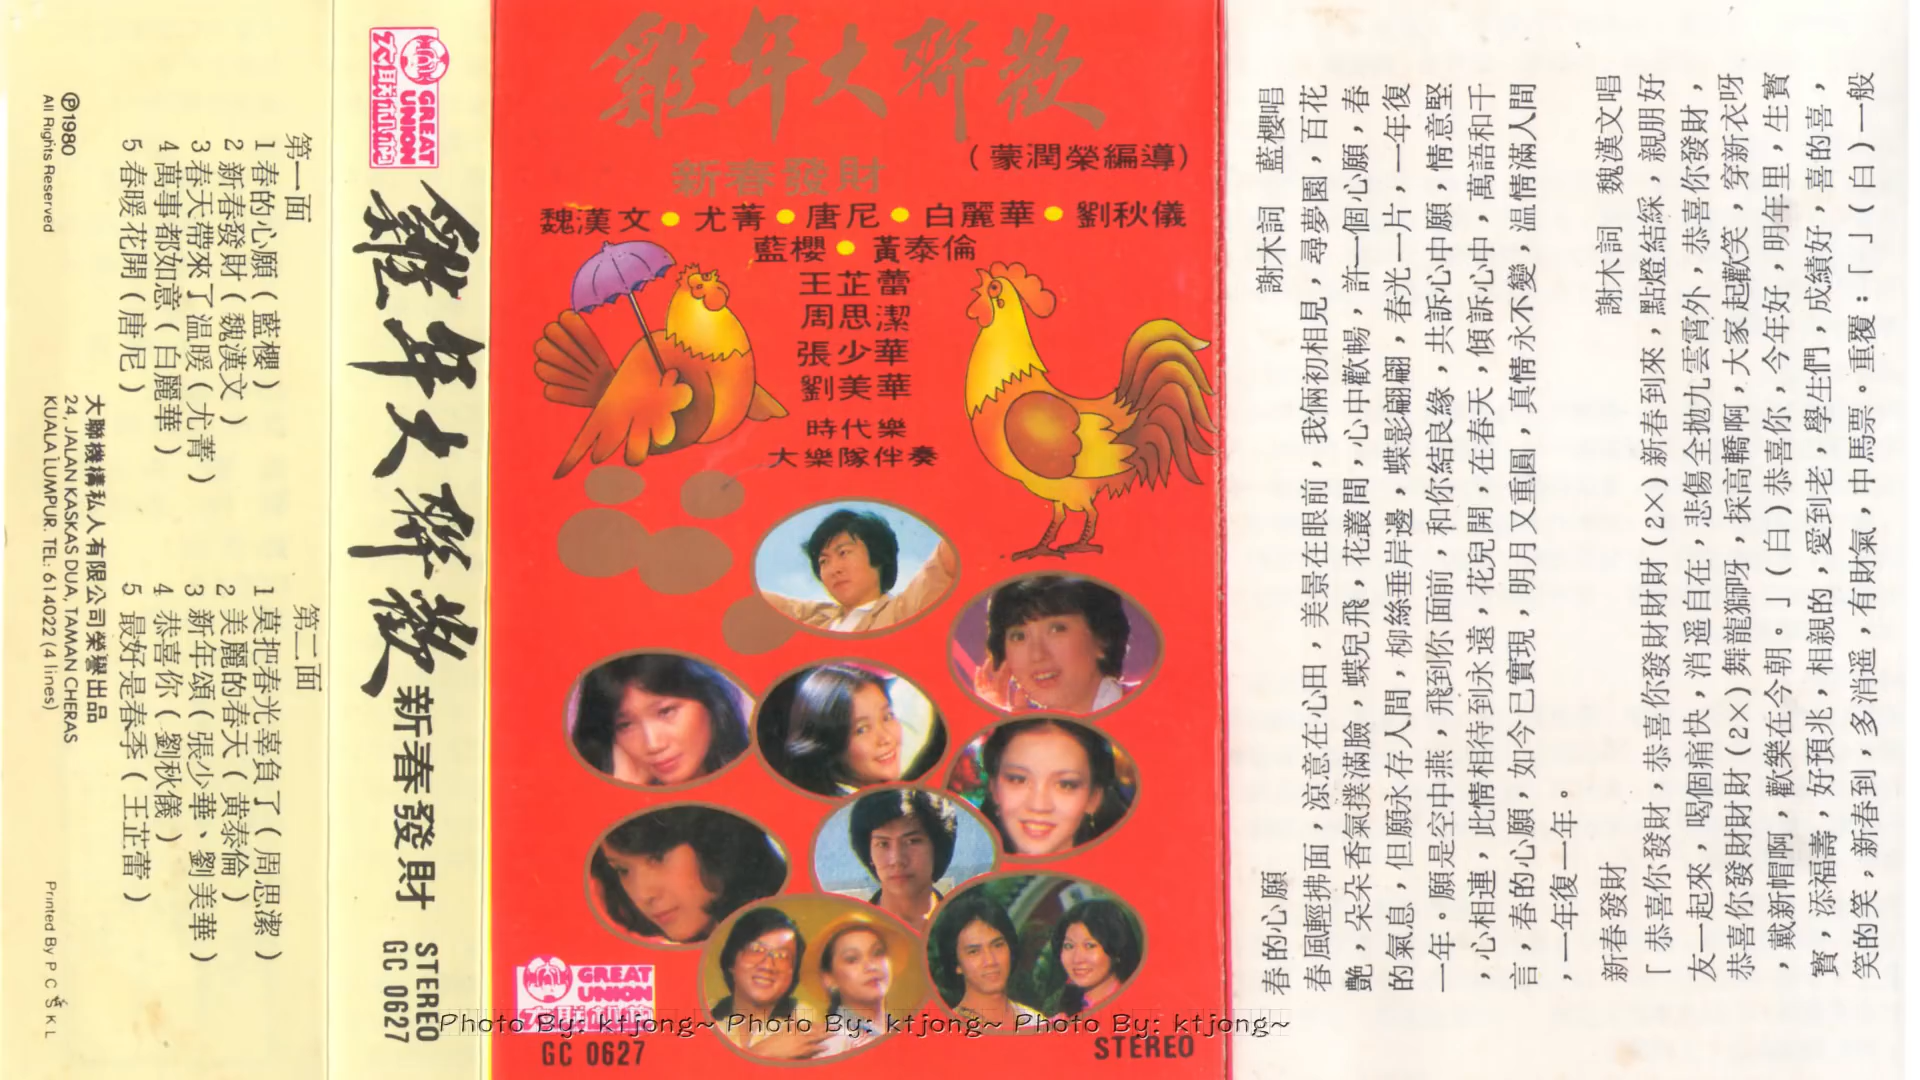 GREAT
UNION
大聯機構
第一面
1 春的心願(藍櫻)
2 新春發財(魏漢文)
3 春天帶來了温暖(尤菁)
4 萬事都如意(白麗華)
5 春暖花開(唐尼)
第二面
1 莫把春光辜負了(周思潔)
2 美麗的春天(黃泰倫)
3 新年頌(張少華、劉美華)
4 恭喜你(劉秋儀)
5 最好是春季(王芷蕾)
大聯機構私人有限公司榮譽出品
24, JALAN KASKAS DUA, TAMAN CHERAS
KUALA LUMPUR. TEL: 614022 (4 lines)
Ⓟ1980
All Rights Reserved
Printed By P C S K L
雞年大聯歡 新春發財 STEREO
GC 0627
雞年大聯歡
(蒙潤榮編導)
新春發財
魏漢文•尤菁•唐尼•白麗華•劉秋儀
藍櫻•黃泰倫
王芷蕾
周思潔
張少華
劉美華
時代樂
大樂隊伴奏
GREAT
UNION
大聯機構
GC 0627
STEREO
Photo By: ktjong~ Photo By: ktjong~ Photo By: ktjong~
春的心願 謝木詞 藍櫻唱
春風輕拂面,涼意在心田,美景在眼前,我倆初相見,尋夢園,百花
艷,朵朵香氣撲滿臉,蝶兒飛,花叢間,心中歡暢,許一個心願,春
的氣息,但願永存人間,柳絲垂岸邊,蝶影翩翩,春光一片,一年復
一年。願是空中燕,飛到你面前,和你結良緣,共訴心中願,情意堅
,心相連,此情相待到永遠,花兒開,在春天,傾訴心中,萬語和千
言,春的心願,如今已實現,明月又重圓,真情永不變,温情滿人間
,一年復一年。
新春發財 謝木詞 魏漢文唱
「恭喜你發財,恭喜你發財財財(2×)新春到來,點燈結綵,親朋好
友一起來,喝個痛快,消遥自在,悲傷全拋九雲霄外,恭喜你發財,
恭喜你發財財財(2×)舞龍獅呀,採高轎啊,大家起歡笑,穿新衣呀
,戴新帽啊,歡樂在今朝。」(白)恭喜你,今年好,明年里,生寳
寳,添福壽,好預兆,相親的,愛到老,學生們,成績好,喜的喜,
笑的笑,新春到,多消遥,有財氣,中馬票。重覆:「」(白)一般